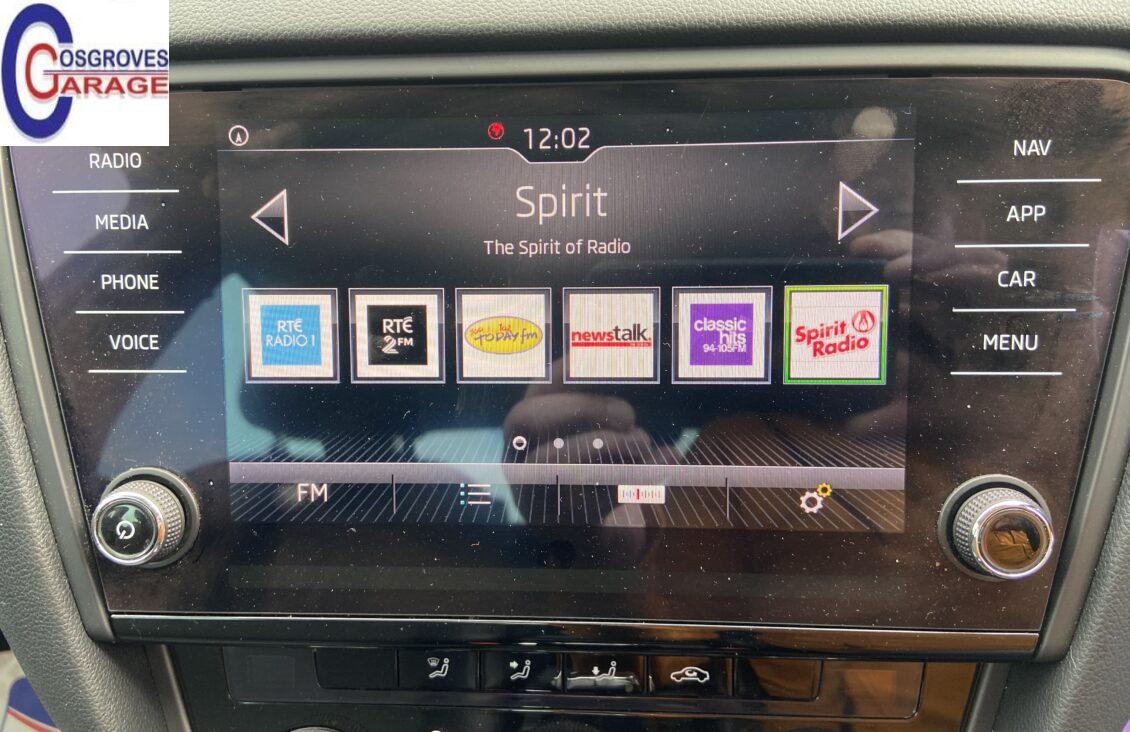 COSGROVES
GARAGE
RADIO
MEDIA
PHONE
VOICE
12:02
Spirit
The Spirit of Radio
RTÉ
RADIO 1
RTÉ
2FM
TODAY fm
newstalk.
classic
hits
94-105FM
Spirit
Radio
FM
NAV
APP
CAR
MENU